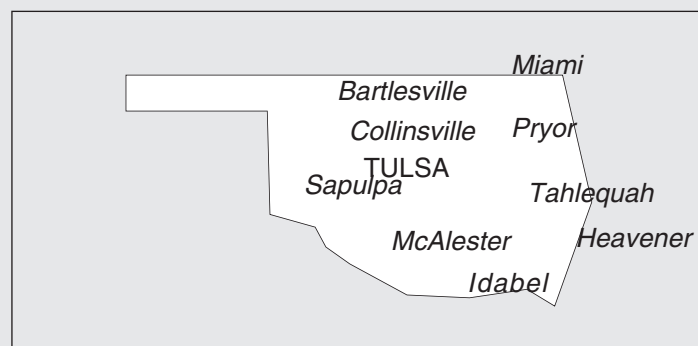 Miami
Bartlesville
Collinsville
Pryor
TULSA
Sapulpa
Tahlequah
McAlester
Heavener
Idabel